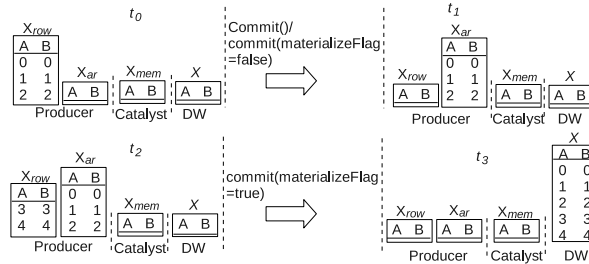 t0
Xrow
A B
0 0
1 1
2 2
Xar
A B
Xmem
A B
X
A B
Producer
Catalyst
DW
Commit()/
commit(materializeFlag
=false)
t1
Xrow
A B
Xar
A B
0 0
1 1
2 2
Xmem
A B
X
A B
Producer
Catalyst
DW
t2
Xrow
A B
3 3
4 4
Xar
A B
0 0
1 1
2 2
Xmem
A B
X
A B
Producer
Catalyst
DW
commit(materializeFlag
=true)
t3
Xrow
A B
Xar
A B
Xmem
A B
X
A B
0 0
1 1
2 2
3 3
4 4
Producer
Catalyst
DW